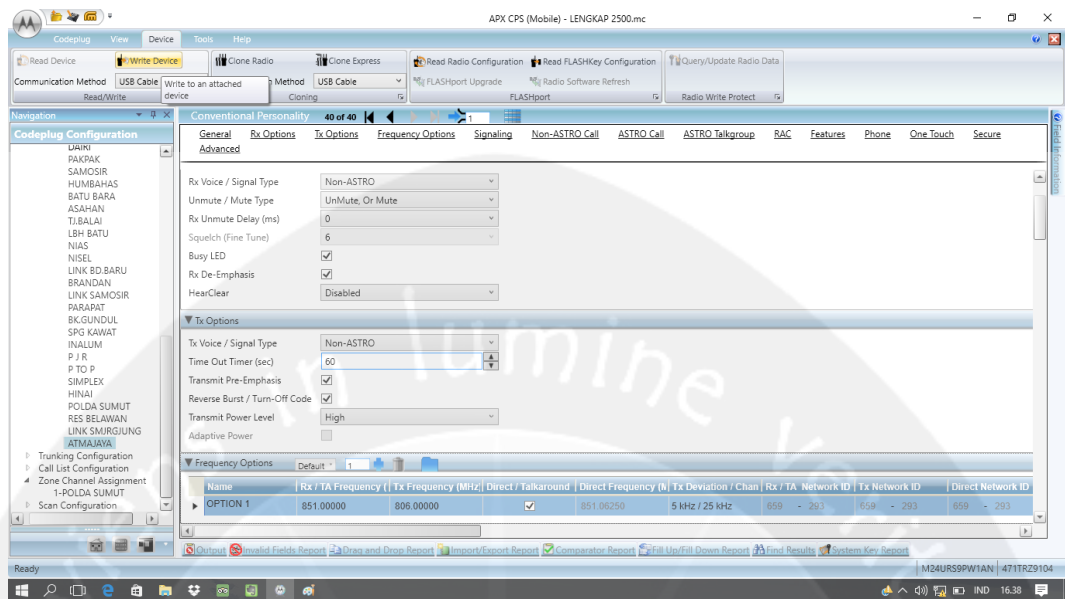 APX CPS (Mobile) - LENGKAP 2500.mc
Codeplug View Device Tools Help
Read Device Write Device Clone Radio Clone Express Read Radio Configuration Read FLASHKey Configuration Query/Update Radio Data
Communication Method USB Cable Method USB Cable FLASHport Upgrade Radio Software Refresh
Write to an attached device
Read/Write Cloning FLASHport Radio Write Protect
Navigation
Codeplug Configuration
DAIRI
PAKPAK
SAMOSIR
HUMBAHAS
BATU BARA
ASAHAN
TJ.BALAI
LBH BATU
NIAS
NISEL
LINK BD.BARU
BRANDAN
LINK SAMOSIR
PARAPAT
BK.GUNDUL
SPG KAWAT
INALUM
P J R
P TO P
SIMPLEX
HINAI
POLDA SUMUT
RES BELAWAN
LINK SMJRGJUNG
ATMAJAYA
Trunking Configuration
Call List Configuration
Zone Channel Assignment
1-POLDA SUMUT
Scan Configuration
Conventional Personality 40 of 40 1
General Rx Options Tx Options Frequency Options Signaling Non-ASTRO Call ASTRO Call ASTRO Talkgroup RAC Features Phone One Touch Secure
Advanced
Rx Voice / Signal Type Non-ASTRO
Unmute / Mute Type UnMute, Or Mute
Rx Unmute Delay (ms) 0
Squelch (Fine Tune) 6
Busy LED
Rx De-Emphasis
HearClear Disabled
Tx Options
Tx Voice / Signal Type Non-ASTRO
Time Out Timer (sec) 60
Transmit Pre-Emphasis
Reverse Burst / Turn-Off Code
Transmit Power Level High
Adaptive Power
Frequency Options Default 1
Name Rx / TA Frequency ( Tx Frequency (MHz) Direct / Talkaround Direct Frequency (M Tx Deviation / Chan Rx / TA Network ID Tx Network ID Direct Network ID
OPTION 1 851.00000 806.00000 851.06250 5 kHz / 25 kHz 659 - 293 659 - 293 659 - 293
Field Information
Output Invalid Fields Report Drag and Drop Report Import/Export Report Comparator Report Fill Up/Fill Down Report Find Results System Key Report
Ready M24URS9PW1AN 471TRZ9104
IND 16.38
lumine